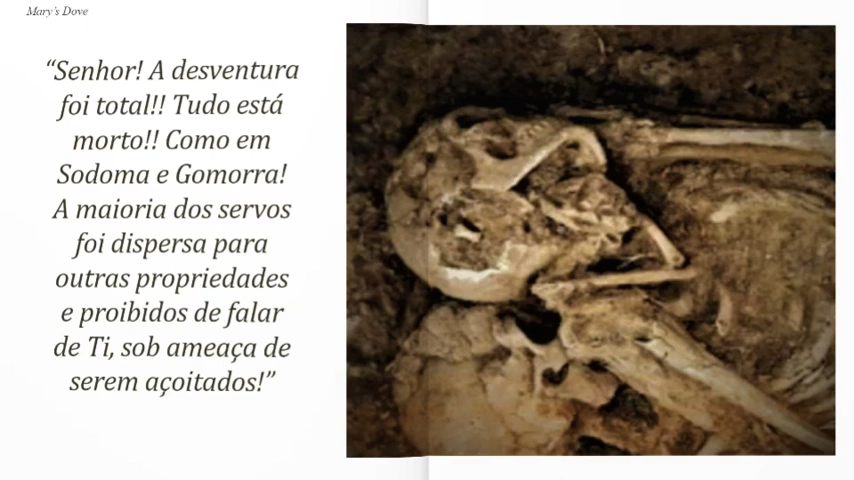 Mary's Dove
“Senhor! A desventura
foi total!! Tudo está
morto!! Como em
Sodoma e Gomorra!
A maioria dos servos
foi dispersa para
outras propriedades
e proibidos de falar
de Ti, sob ameaça de
serem açoitados!”